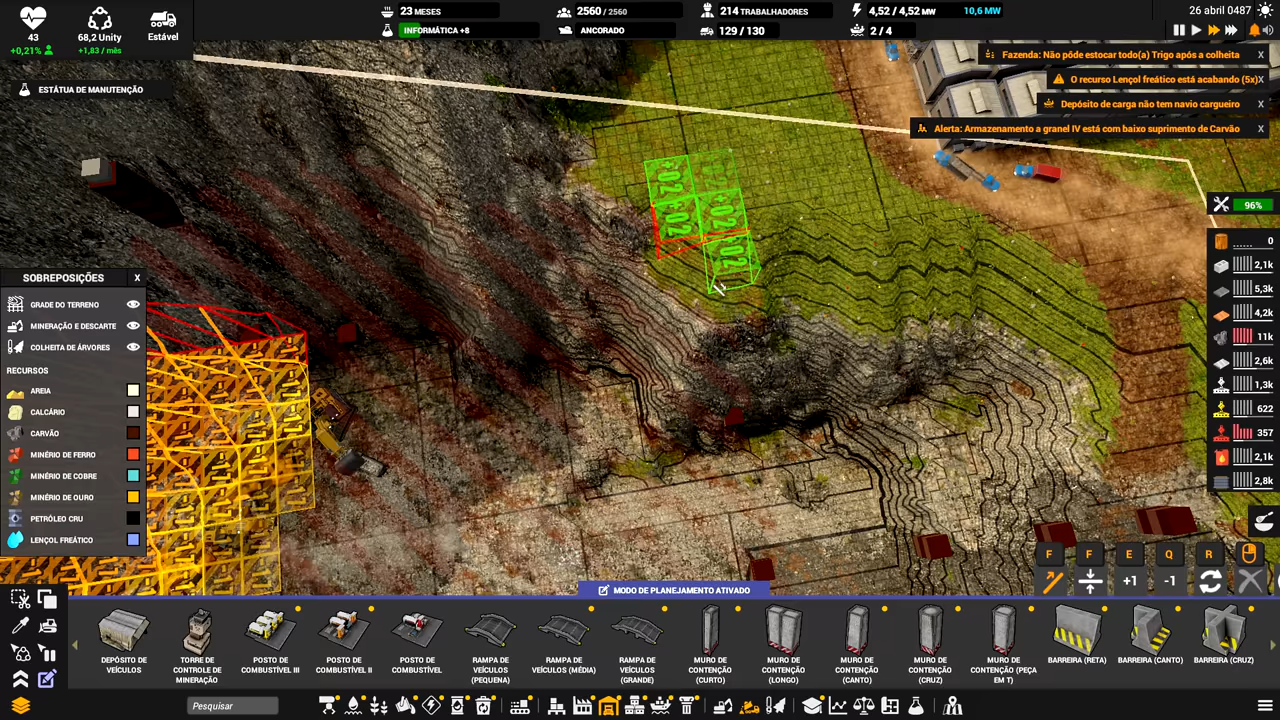 43
+0,21%
68,2 Unity
+1,83 / mês
Estável
23 MESES
INFORMÁTICA +8
2560 / 2560
ANCORADO
214 TRABALHADORES
129 / 130
4,52 / 4,52 MW
10,6 MW
2 / 4
26 abril 0487
Fazenda: Não pôde estocar todo(a) Trigo após a colheita X
O recurso Lençol freático está acabando (5x) X
Depósito de carga não tem navio cargueiro X
Alerta: Armazenamento a granel IV está com baixo suprimento de Carvão X
ESTÁTUA DE MANUTENÇÃO
96%
0
2,1k
5,3k
4,2k
11k
2,6k
1,3k
622
357
2,1k
2,8k
+02
+02
+02
+02
+02
SOBREPOSIÇÕES X
GRADE DO TERRENO
MINERAÇÃO E DESCARTE
COLHEITA DE ÁRVORES
RECURSOS
AREIA
CALCÁRIO
CARVÃO
MINÉRIO DE FERRO
MINÉRIO DE COBRE
MINÉRIO DE OURO
PETRÓLEO CRU
LENÇOL FREÁTICO
F F E Q R
+1 -1
MODO DE PLANEJAMENTO ATIVADO
DEPÓSITO DE VEÍCULOS
TORRE DE CONTROLE DE MINERAÇÃO
POSTO DE COMBUSTÍVEL III
POSTO DE COMBUSTÍVEL II
POSTO DE COMBUSTÍVEL
RAMPA DE VEÍCULOS (PEQUENA)
RAMPA DE VEÍCULOS (MÉDIA)
RAMPA DE VEÍCULOS (GRANDE)
MURO DE CONTENÇÃO (CURTO)
MURO DE CONTENÇÃO (LONGO)
MURO DE CONTENÇÃO (CANTO)
MURO DE CONTENÇÃO (CRUZ)
MURO DE CONTENÇÃO (PEÇA EM T)
BARREIRA (RETA)
BARREIRA (CANTO)
BARREIRA (CRUZ)
Pesquisar